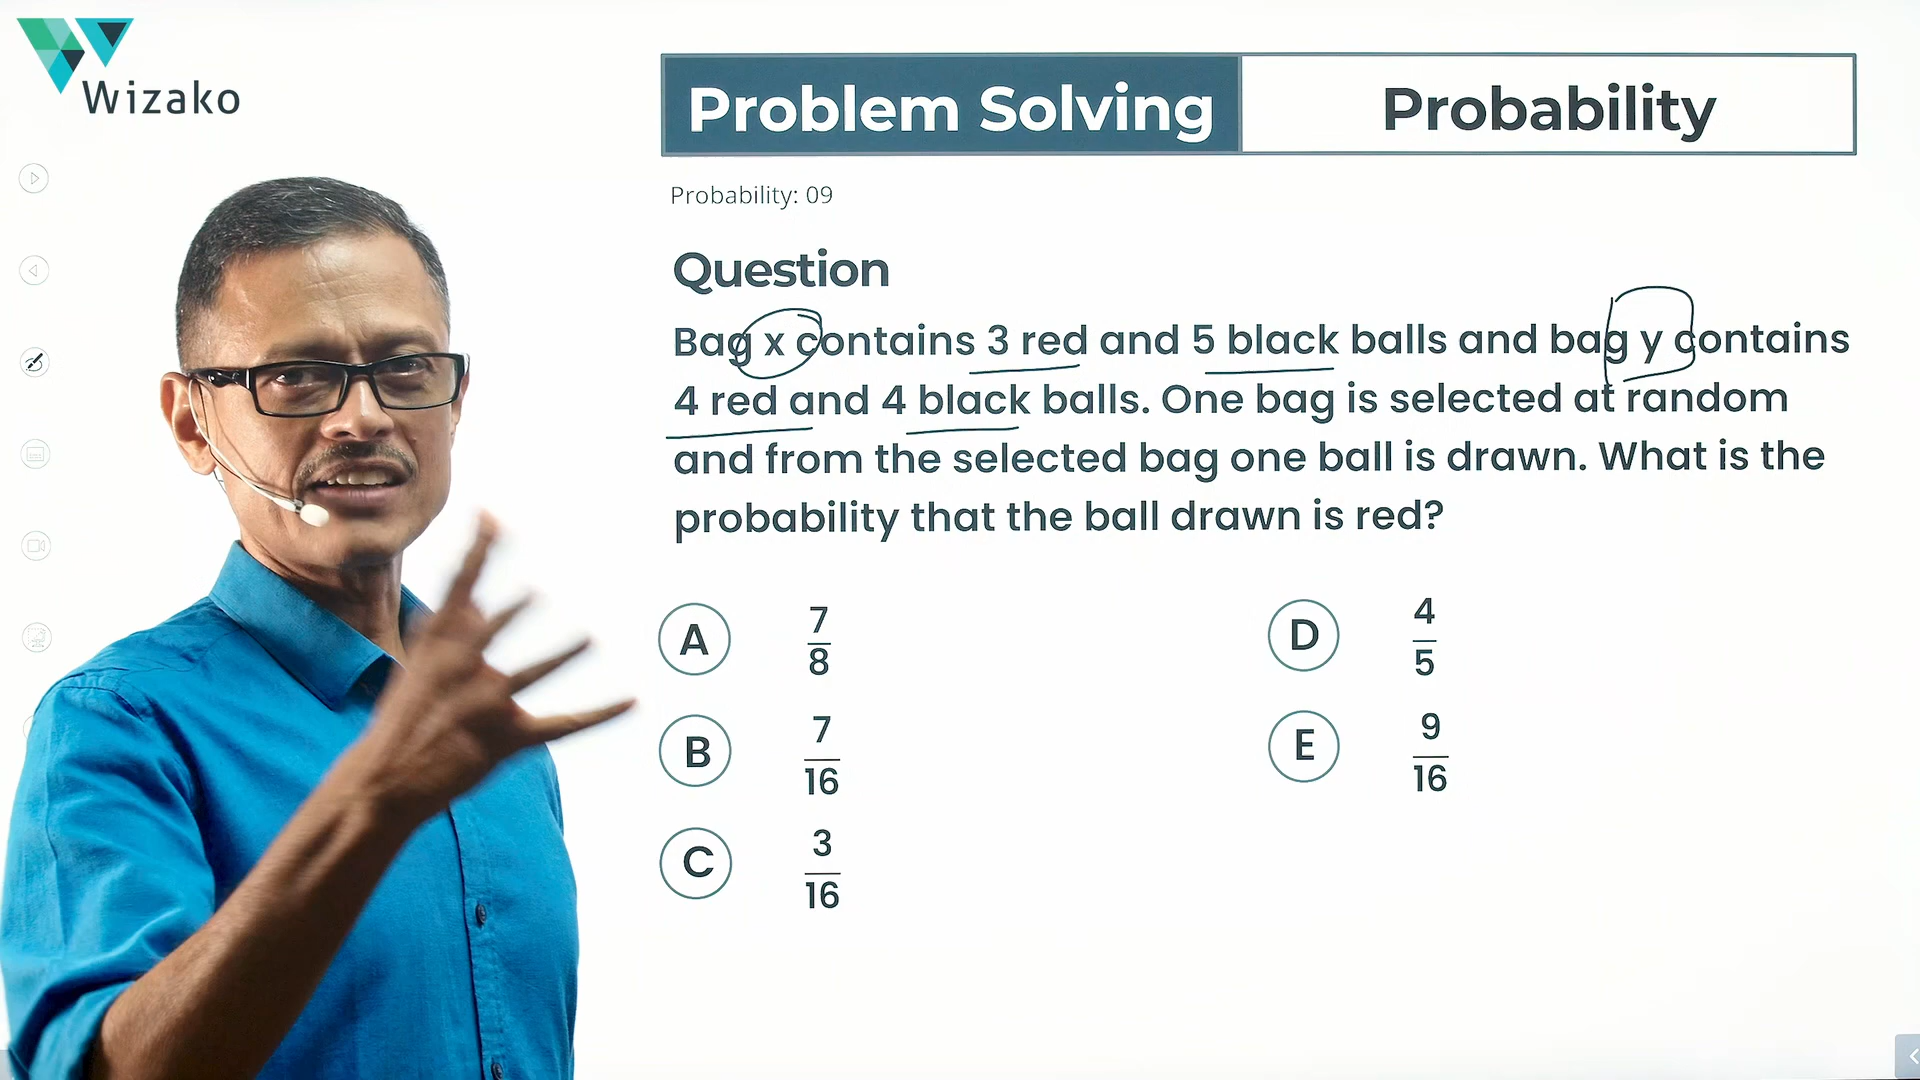 Wizako
Problem Solving
Probability
Probability: 09
Question
Bag x contains 3 red and 5 black balls and bag y contains
4 red and 4 black balls. One bag is selected at random
and from the selected bag one ball is drawn. What is the
probability that the ball drawn is red?
A 7/8
B 7/16
C 3/16
D 4/5
E 9/16